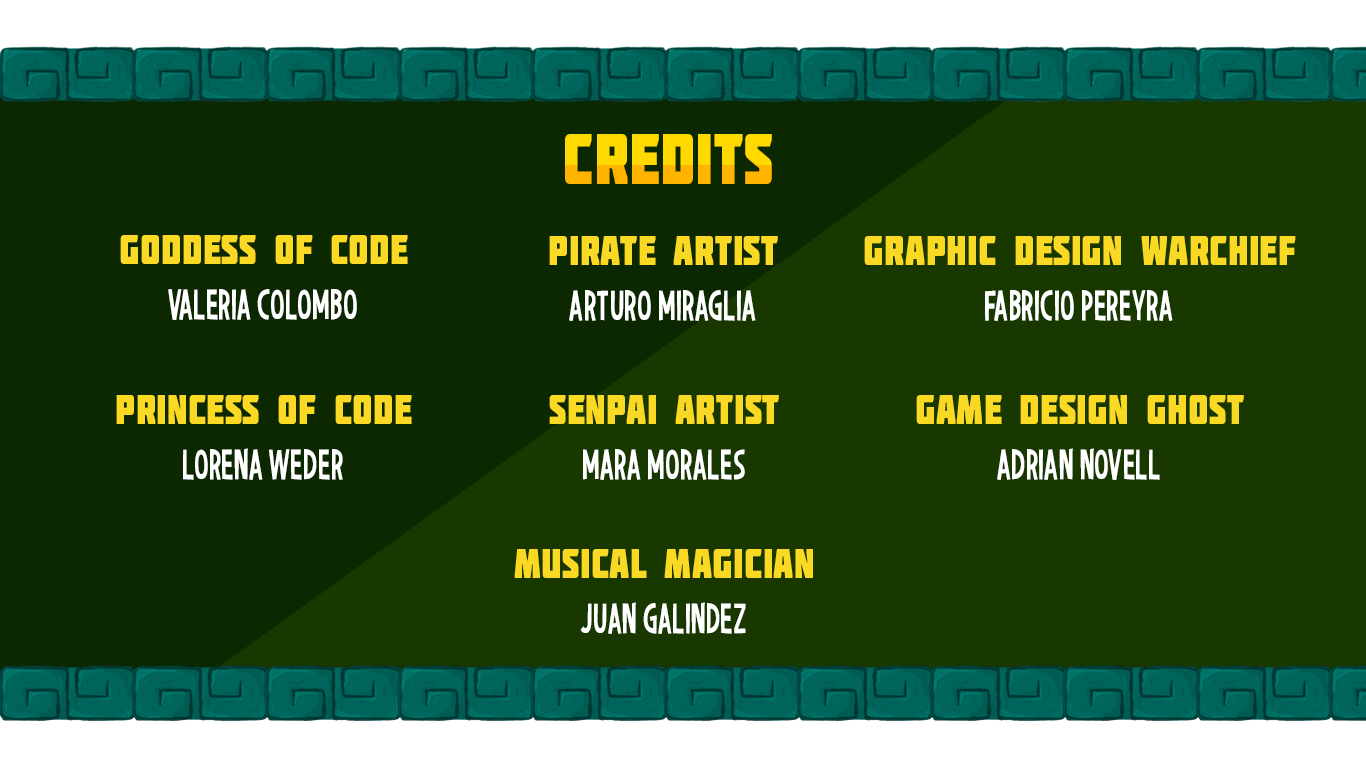 CREDITS
GODDESS OF CODE
VALERIA COLOMBO
PIRATE ARTIST
ARTURO MIRAGLIA
GRAPHIC DESIGN WARCHIEF
FABRICIO PEREYRA
PRINCESS OF CODE
LORENA WEDER
SENPAI ARTIST
MARA MORALES
GAME DESIGN GHOST
ADRIAN NOVELL
MUSICAL MAGICIAN
JUAN GALINDEZ